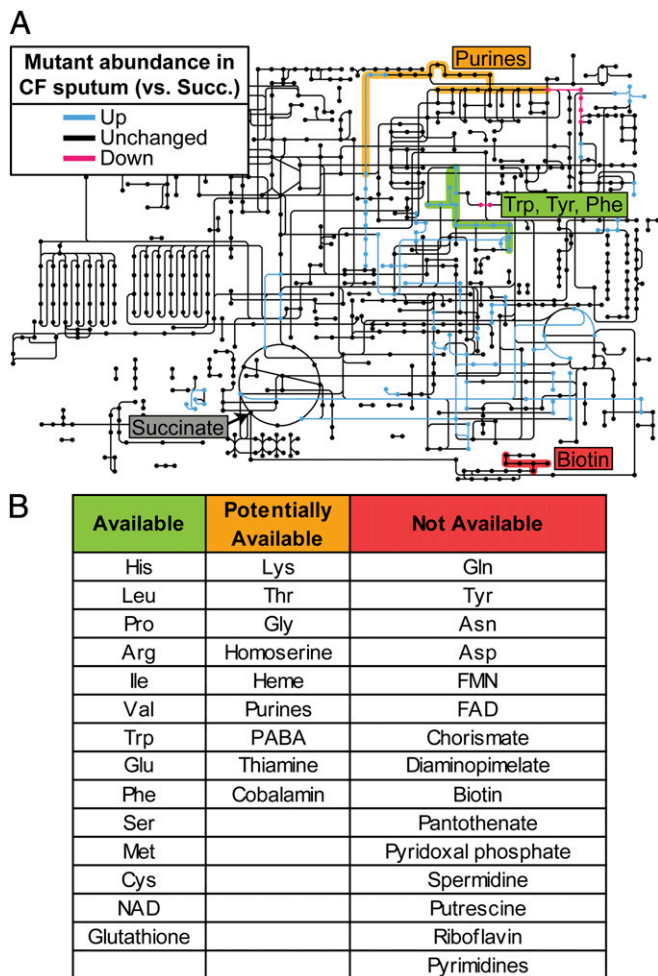 A
Mutant abundance in
CF sputum (vs. Succ.)
Up
Unchanged
Down
Purines
Trp, Tyr, Phe
Succinate
Biotin
B
Available Potentially Available Not Available
His Lys Gln
Leu Thr Tyr
Pro Gly Asn
Arg Homoserine Asp
Ile Heme FMN
Val Purines FAD
Trp PABA Chorismate
Glu Thiamine Diaminopimelate
Phe Cobalamin Biotin
Ser Pantothenate
Met Pyridoxal phosphate
Cys Spermidine
NAD Putrescine
Glutathione Riboflavin
Pyrimidines